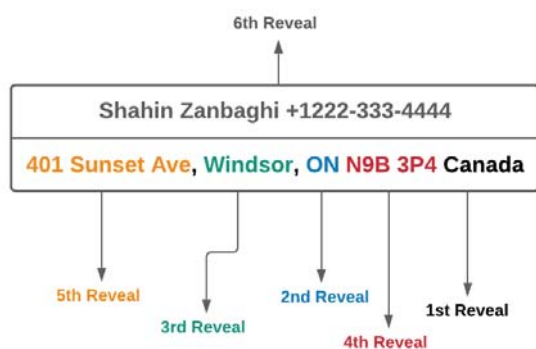 6th Reveal
Shahin Zanbaghi +1222-333-4444
401 Sunset Ave, Windsor, ON N9B 3P4 Canada
5th Reveal
3rd Reveal
2nd Reveal
4th Reveal
1st Reveal